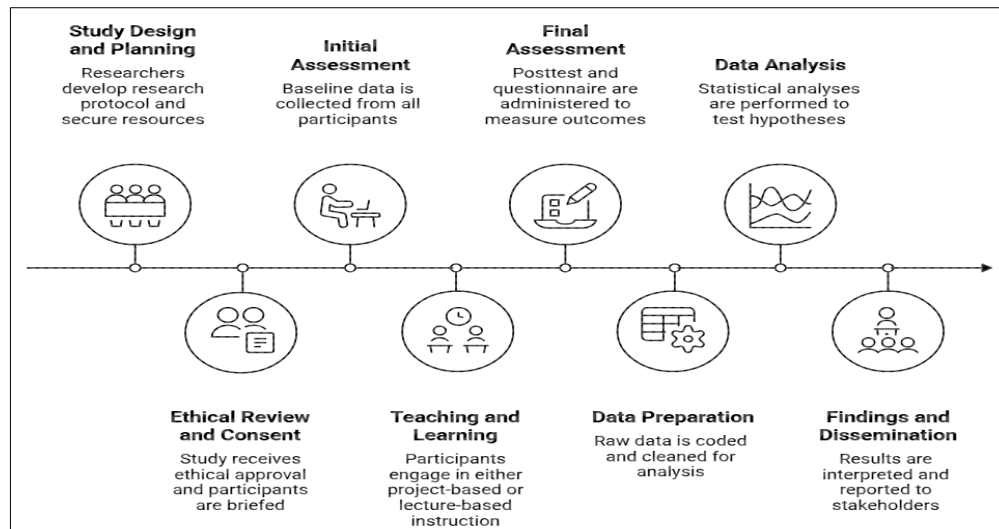 Study Design
and Planning
Researchers
develop research
protocol and
secure resources
Initial
Assessment
Baseline data is
collected from all
participants
Final
Assessment
Posttest and
questionnaire are
administered to
measure outcomes
Data Analysis
Statistical analyses
are performed to
test hypotheses
Ethical Review
and Consent
Study receives
ethical approval
and participants
are briefed
Teaching and
Learning
Participants
engage in either
project-based or
lecture-based
instruction
Data Preparation
Raw data is coded
and cleaned for
analysis
Findings and
Dissemination
Results are
interpreted and
reported to
stakeholders